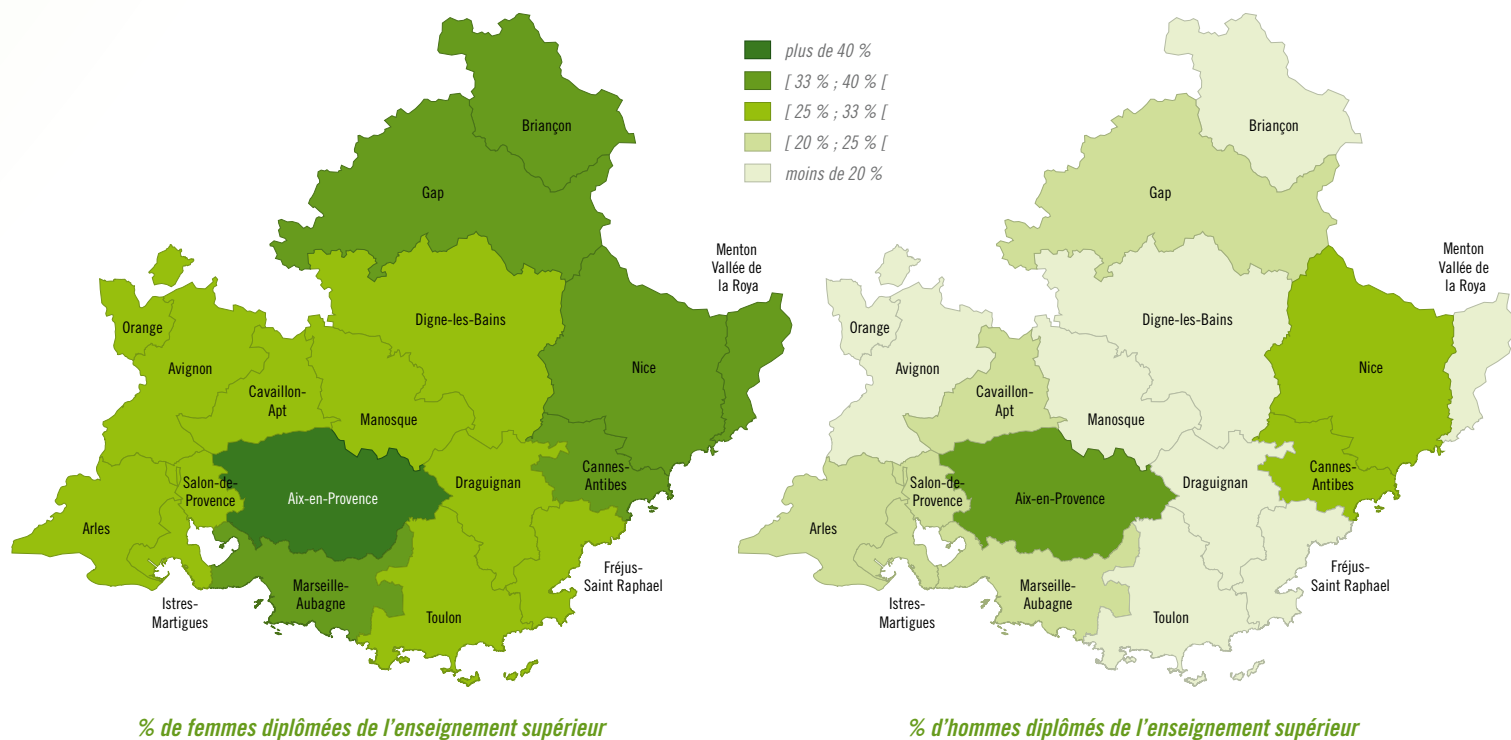 plus de 40 %
[ 33 % ; 40 % [
[ 25 % ; 33 % [
[ 20 % ; 25 % [
moins de 20 %
Briançon
Gap
Menton
Vallée de
la Roya
Digne-les-Bains
Orange
Avignon
Nice
Cavaillon-
Apt
Manosque
Cannes-
Antibes
Salon-de-
Provence
Aix-en-Provence
Draguignan
Arles
Fréjus-
Saint Raphael
Marseille-
Aubagne
Istres-
Martigues
Toulon
% de femmes diplômées de l'enseignement supérieur
Briançon
Gap
Menton
Vallée de
la Roya
Digne-les-Bains
Orange
Avignon
Nice
Cavaillon-
Apt
Manosque
Cannes-
Antibes
Salon-de-
Provence
Aix-en-Provence
Draguignan
Arles
Fréjus-
Saint Raphael
Marseille-
Aubagne
Istres-
Martigues
Toulon
% d'hommes diplômés de l'enseignement supérieur